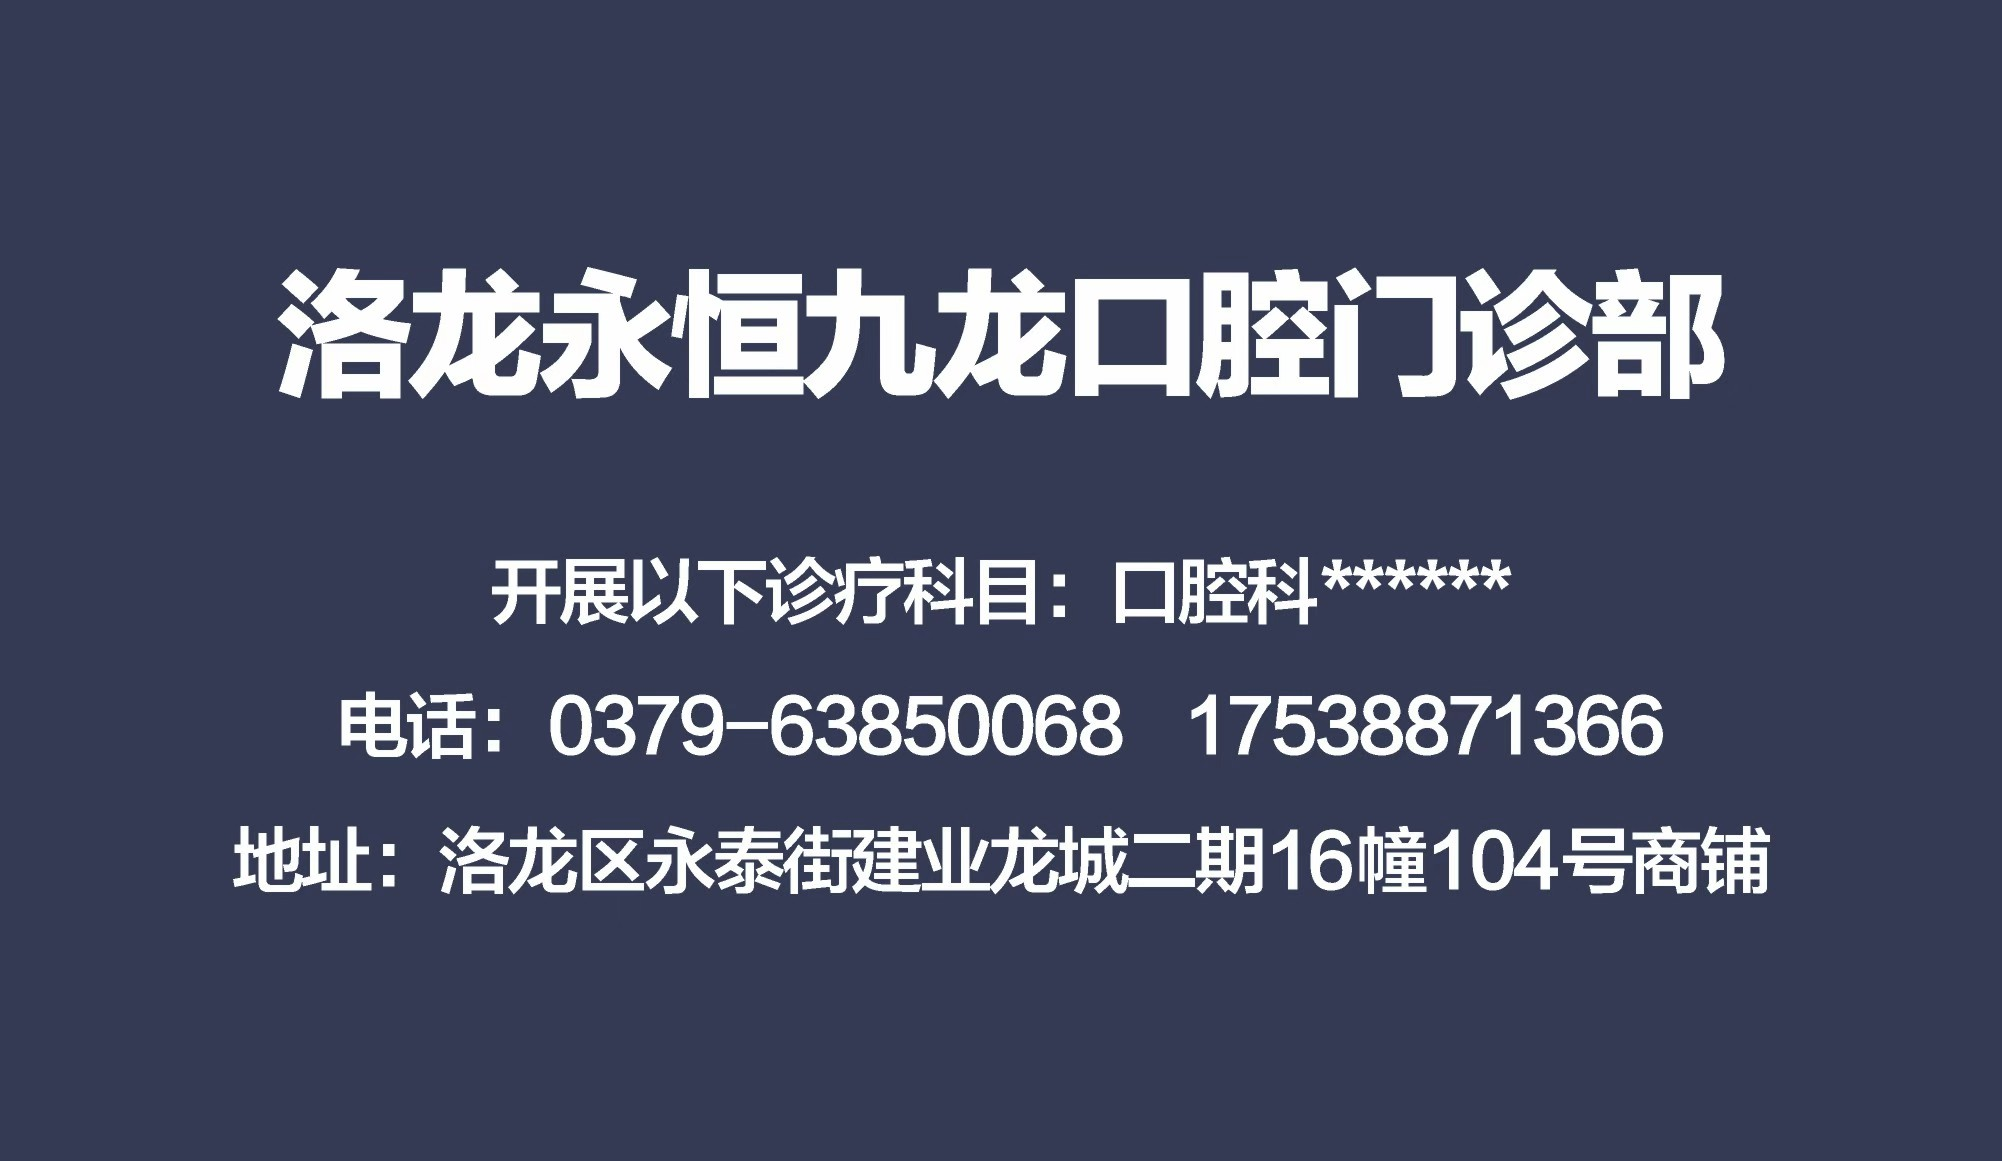 洛龙永恒九龙口腔门诊部
开展以下诊疗科目：口腔科******
电话：0379-63850068 17538871366
地址：洛龙区永泰街建业龙城二期16幢104号商铺